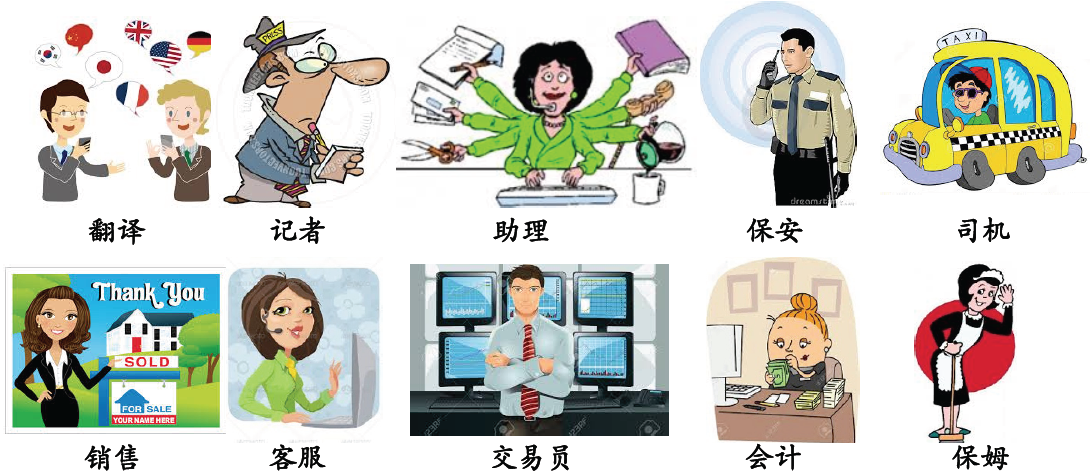 PRESS
TAXI
翻译
记者
助理
保安
司机
Thank You
SOLD
FOR SALE
YOUR NAME HERE
销售
客服
交易员
会计
保姆